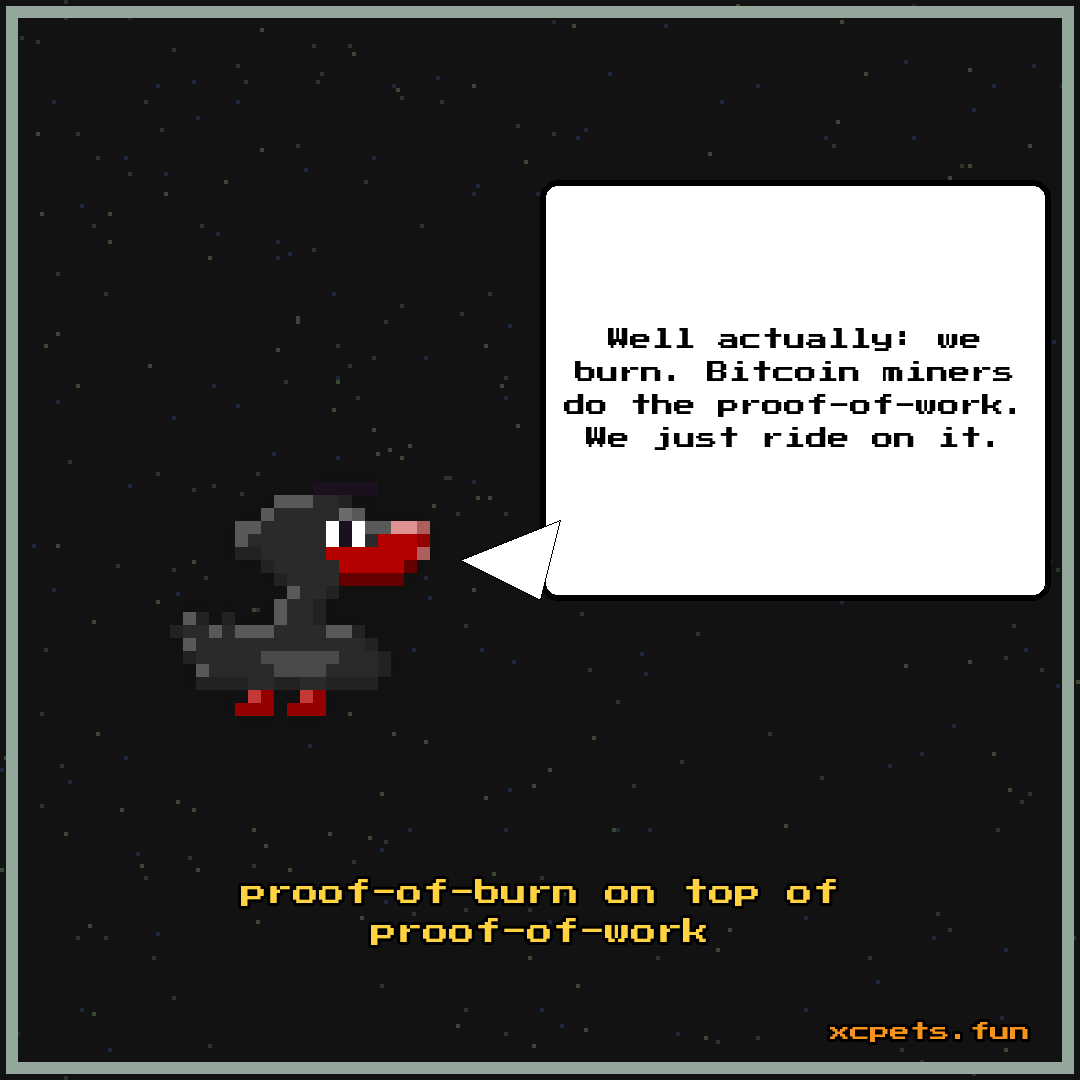 Well actually: we
burn. Bitcoin miners
do the proof-of-work.
We just ride on it.
proof-of-burn on top of
proof-of-work
xcpets.fun